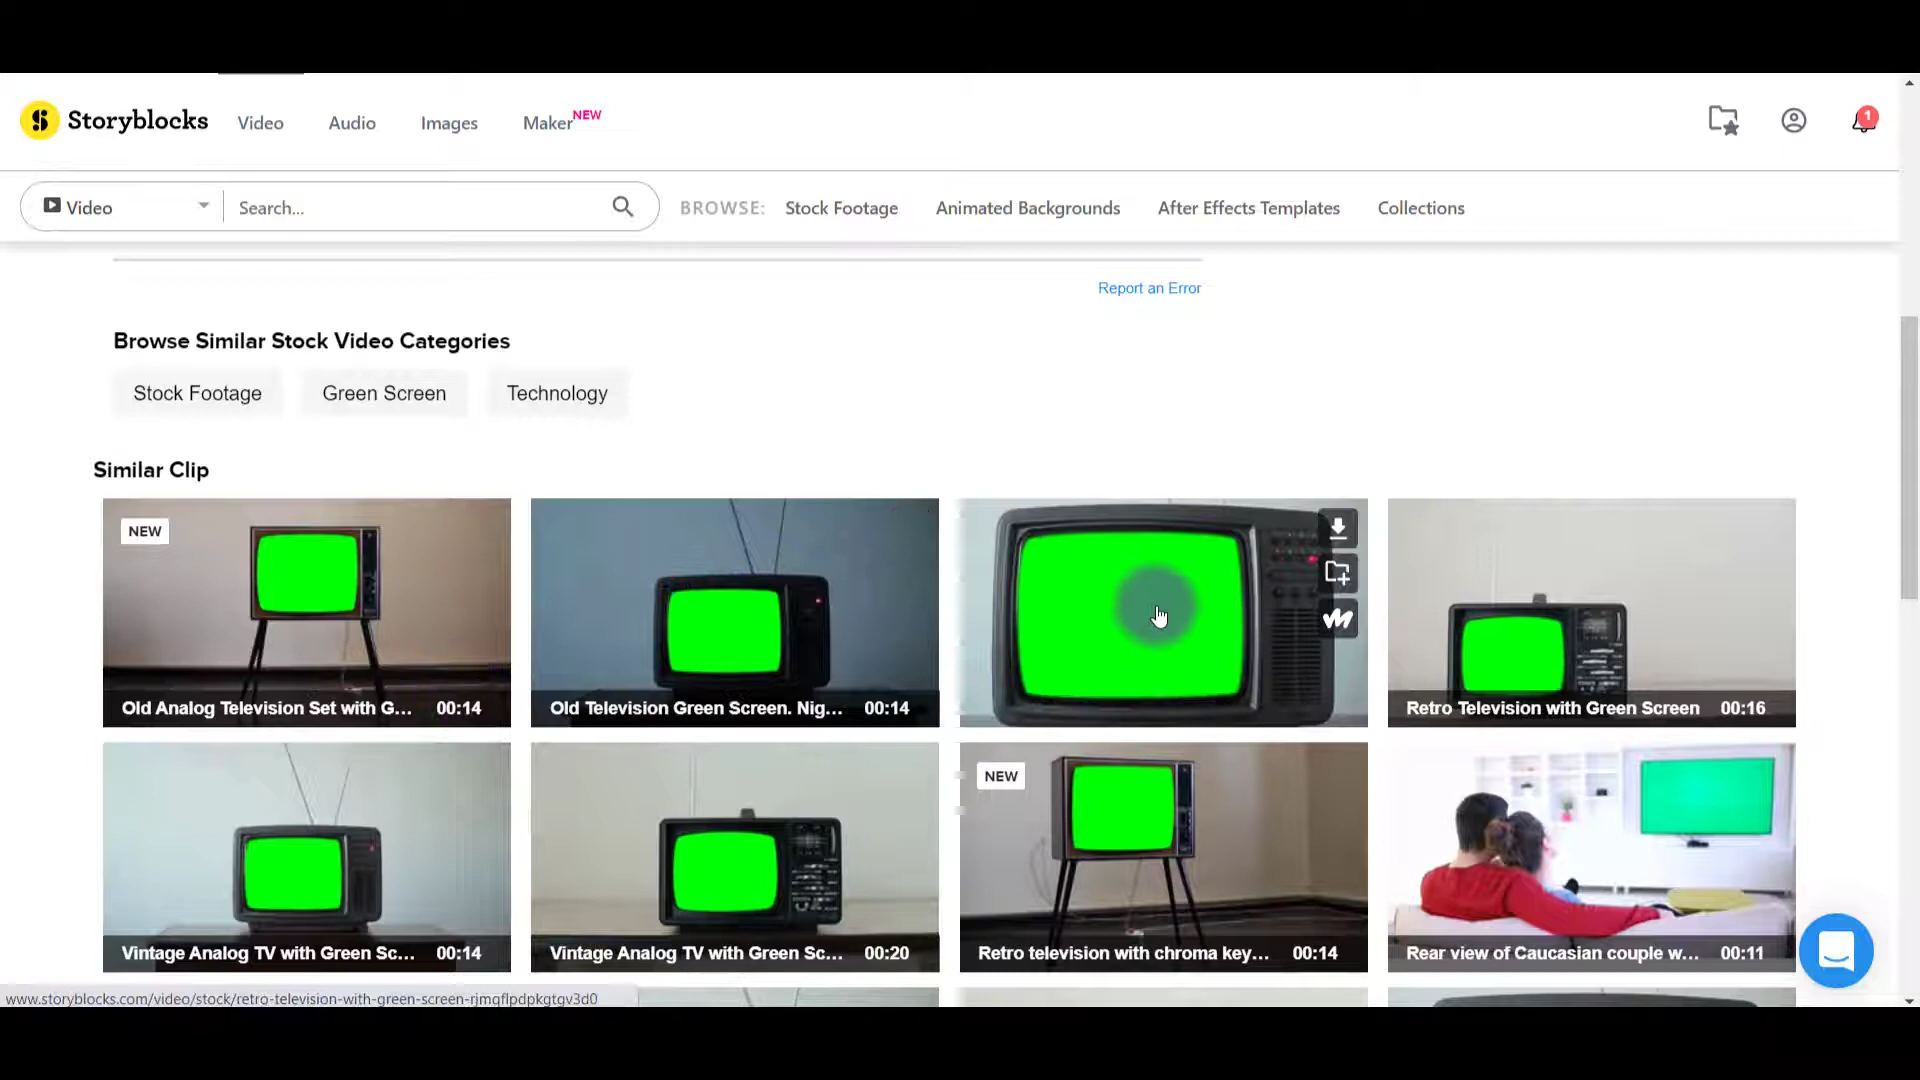 Storyblocks
Video
Audio
Images
Maker NEW
1
Video
Search...
BROWSE:
Stock Footage
Animated Backgrounds
After Effects Templates
Collections
Report an Error
Browse Similar Stock Video Categories
Stock Footage
Green Screen
Technology
Similar Clip
NEW
Old Analog Television Set with G... 00:14
Old Television Green Screen. Nig... 00:14
Retro Television with Green Screen 00:16
Vintage Analog TV with Green Sc... 00:14
Vintage Analog TV with Green Sc... 00:20
NEW
Retro television with chroma key... 00:14
Rear view of Caucasian couple w... 00:11
www.storyblocks.com/video/stock/retro-television-with-green-screen-rjmqflpdpkgtgv3d0